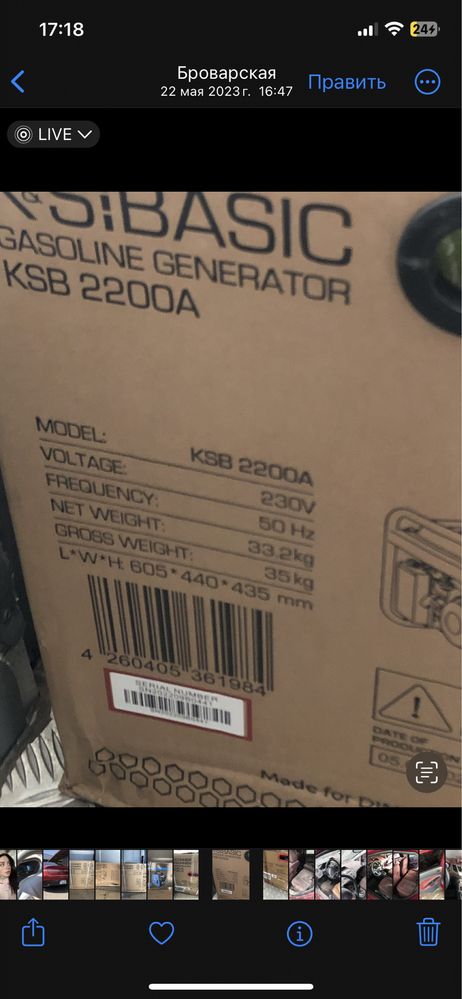 17:18
24
Броварская
22 мая 2023 г. 16:47
Править
LIVE
K&S!BASIC
GASOLINE GENERATOR
KSB 2200A
MODEL: KSB 2200A
VOLTAGE: 230V
FREQUENCY: 50 Hz
NET WEIGHT: 33.2kg
GROSS WEIGHT: 35kg
L*W*H: 605*440*435 mm
4 260405 361984
SERIAL NUMBER
DATE OF
PRODUCTION
05.
Made for